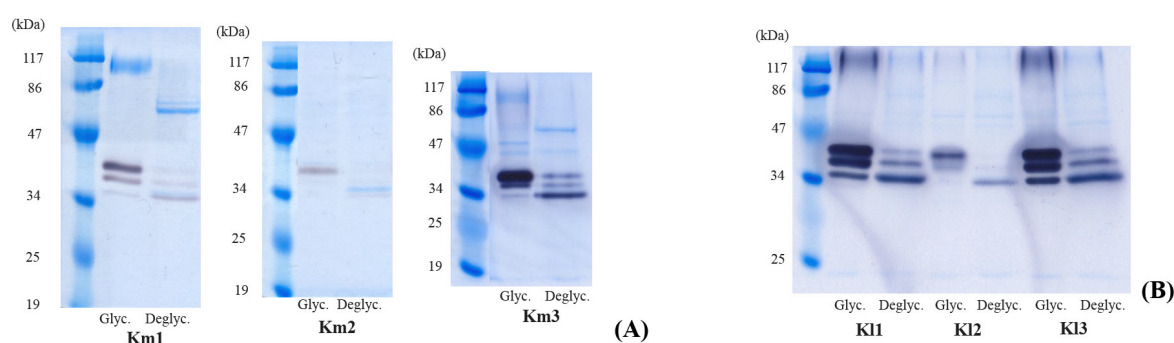 (kDa)
117
86
47
34
25
19
Glyc. Deglyc.
Km1
(kDa)
117
86
47
34
25
19
Glyc. Deglyc.
Km2
(kDa)
117
86
47
34
25
19
Glyc. Deglyc.
Km3
(A)
(kDa)
117
86
47
34
25
Glyc. Deglyc. Glyc. Deglyc. Glyc. Deglyc.
Kl1 Kl2 Kl3
(B)